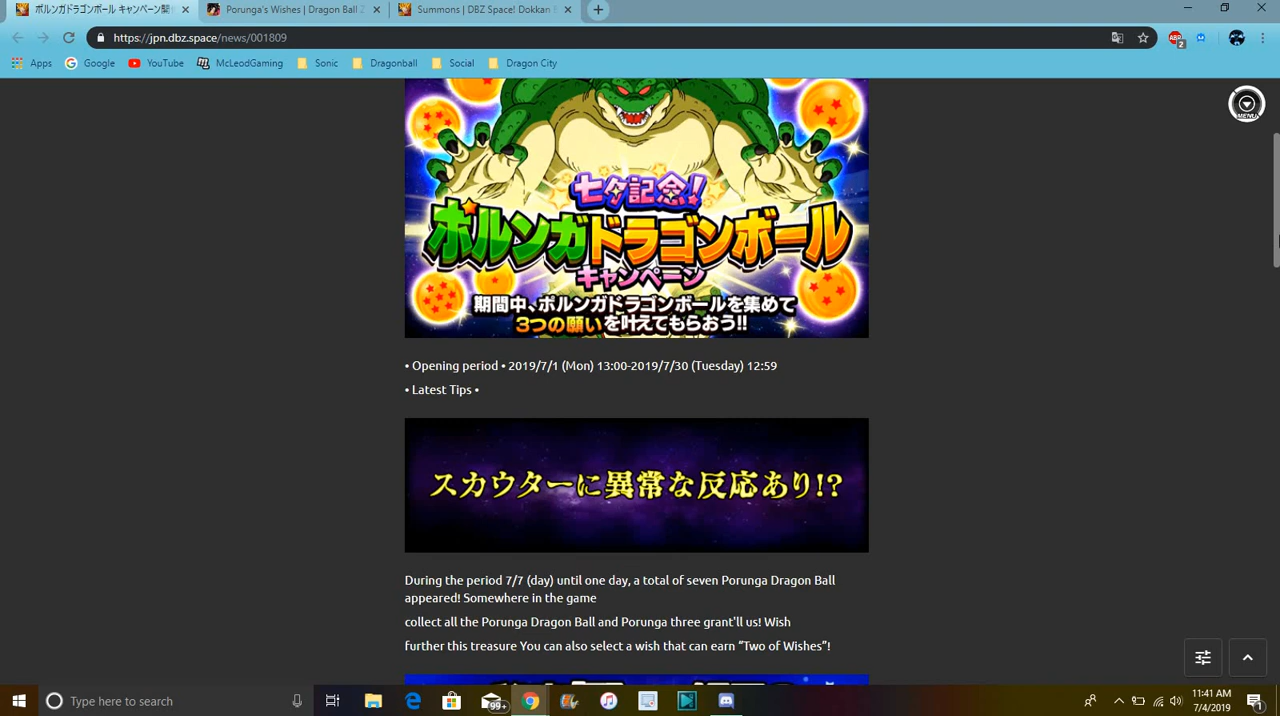 ボルンガドラゴンボール キャンペーン開
Porunga's Wishes | Dragon Ball Z
Summons | DBZ Space! Dokkan
https://jpn.dbz.space/news/001809
ABP
2
Apps
Google
YouTube
McLeodGaming
Sonic
Dragonball
Social
Dragon City
MENU
七夕記念!
ポルンガドラゴンボール
キャンペーン
期間中、ポルンガドラゴンボールを集めて
3つの願いを叶えてもらおう!!
• Opening period • 2019/7/1 (Mon) 13:00-2019/7/30 (Tuesday) 12:59
• Latest Tips •
スカウターに異常な反応あり!?
During the period 7/7 (day) until one day, a total of seven Porunga Dragon Ball
appeared! Somewhere in the game
collect all the Porunga Dragon Ball and Porunga three grant'll us! Wish
further this treasure You can also select a wish that can earn “Two of Wishes”!
Type here to search
99+
11:41 AM
7/4/2019
1